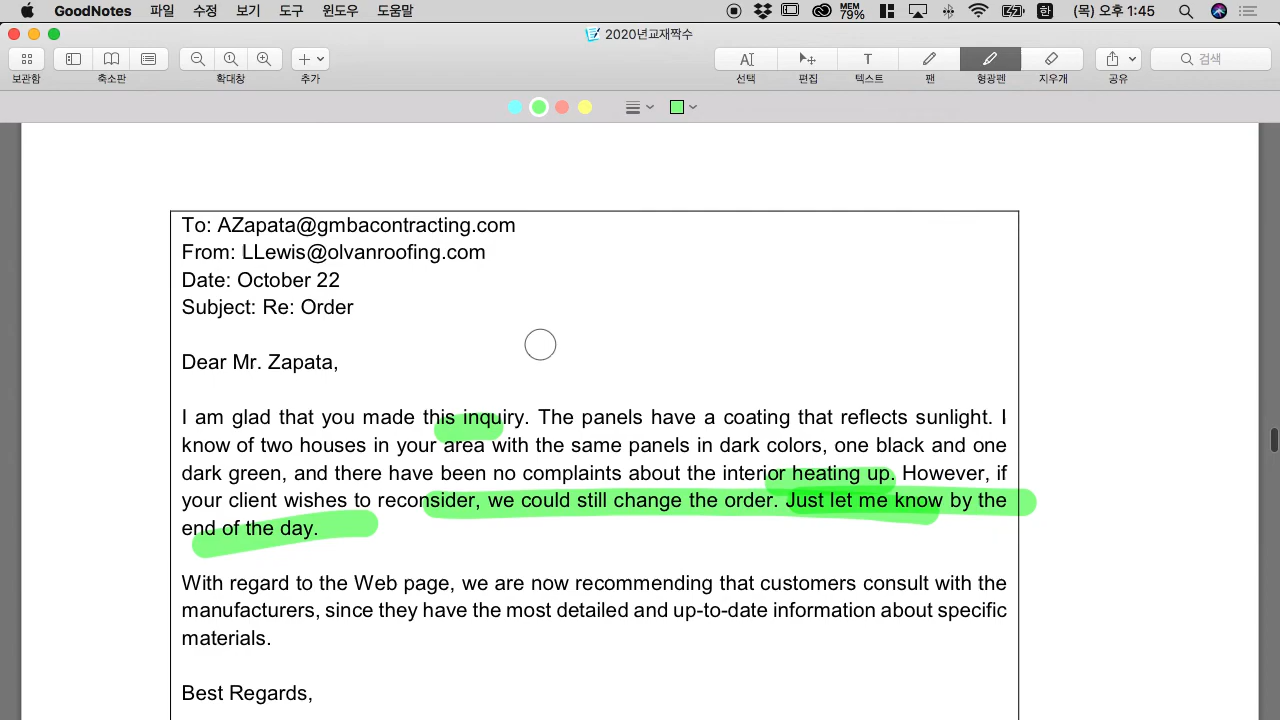 GoodNotes 파일 수정 보기 도구 윈도우 도움말 MEM 79% 한 (목) 오후 1:45
2020년교재짝수
T 검색
보관함 축소판 확대창 추가 선택 편집 텍스트 펜 형광펜 지우개 공유
To: AZapata@gmbacontracting.com
From: LLewis@olvanroofing.com
Date: October 22
Subject: Re: Order
Dear Mr. Zapata,
I am glad that you made this inquiry. The panels have a coating that reflects sunlight. I
know of two houses in your area with the same panels in dark colors, one black and one
dark green, and there have been no complaints about the interior heating up. However, if
your client wishes to reconsider, we could still change the order. Just let me know by the
end of the day.
With regard to the Web page, we are now recommending that customers consult with the
manufacturers, since they have the most detailed and up-to-date information about specific
materials.
Best Regards,